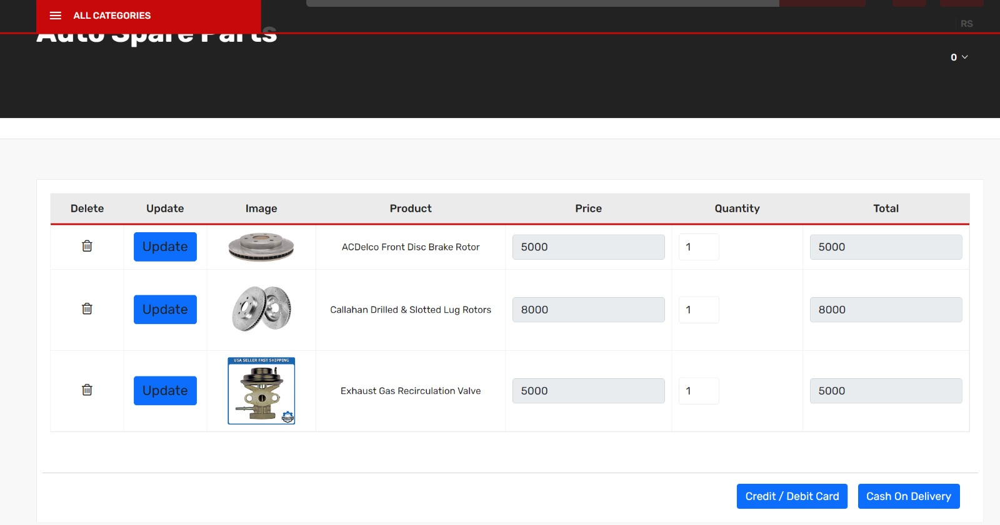 ALL CATEGORIES
RS
Auto Spare Parts
0
Delete Update Image Product Price Quantity Total
Update ACDelco Front Disc Brake Rotor 5000 1 5000
Update Callahan Drilled & Slotted Lug Rotors 8000 1 8000
USA SELLER FAST SHIPPING
Update Exhaust Gas Recirculation Valve 5000 1 5000
Credit / Debit Card Cash On Delivery